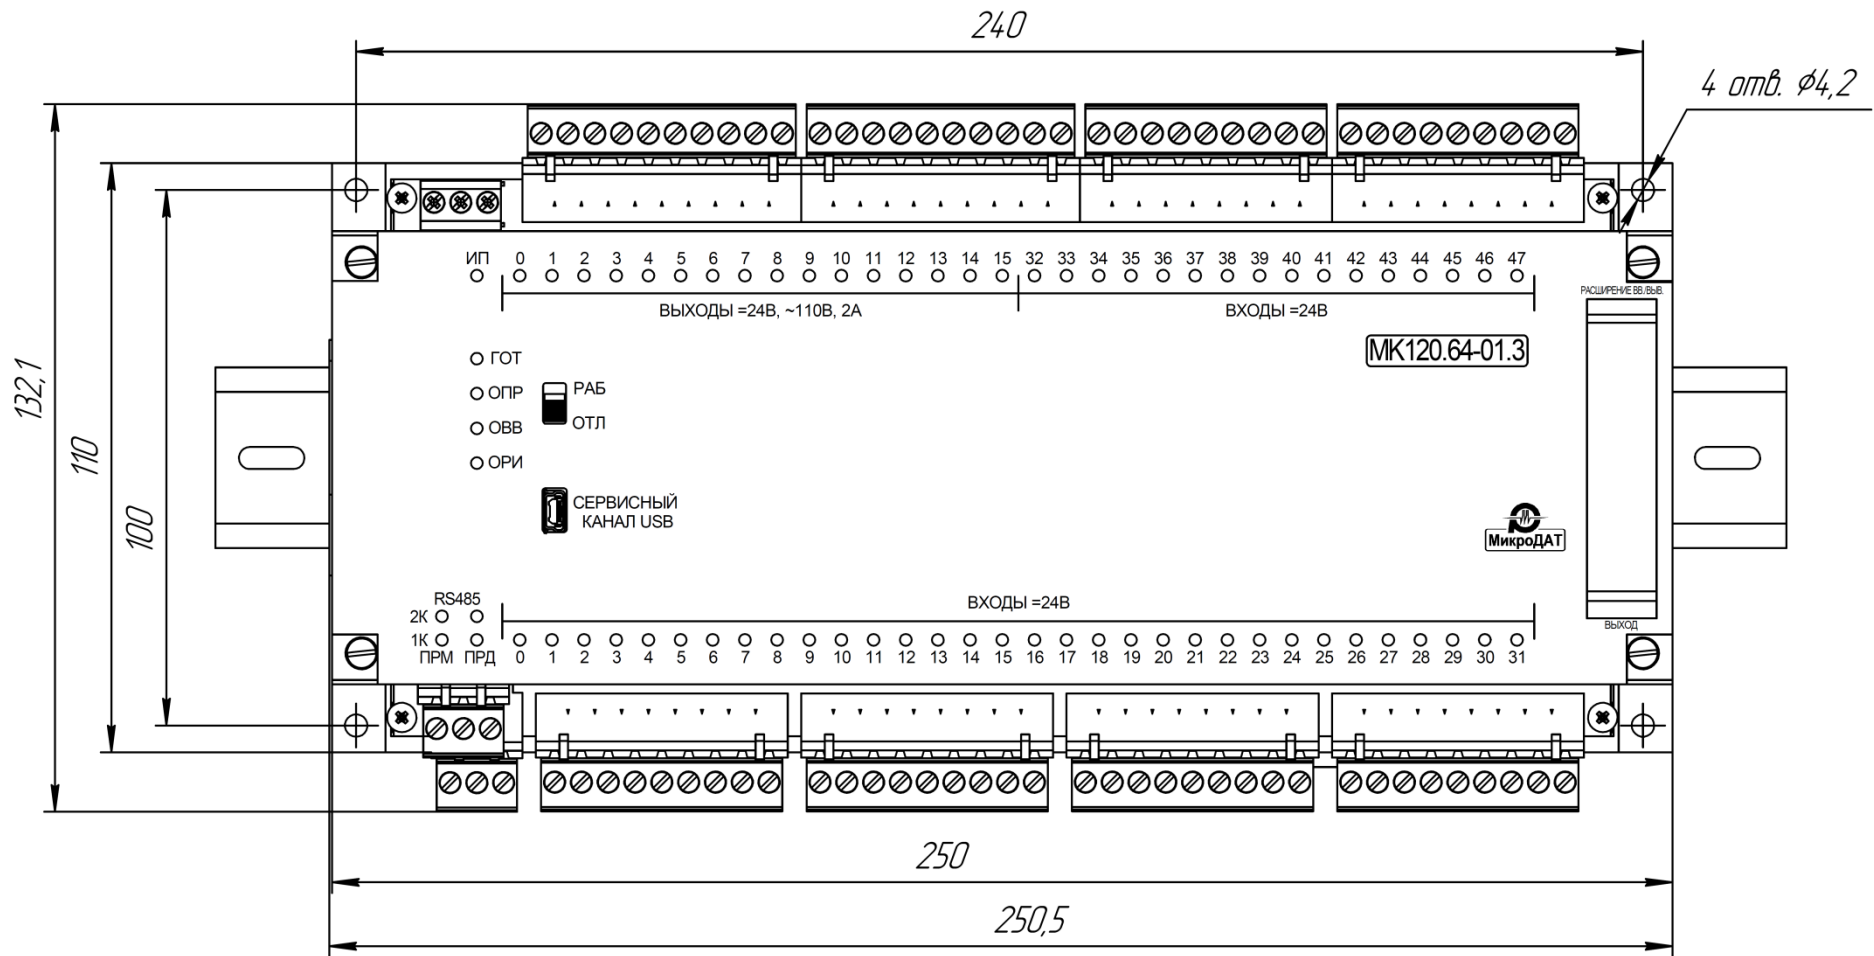 240
4 отв. ϕ4,2
ИП 0 1 2 3 4 5 6 7 8 9 10 11 12 13 14 15 32 33 34 35 36 37 38 39 40 41 42 43 44 45 46 47
РАСШИРЕНИЕ ВВ./ВЫВ.
ВЫХОДЫ =24В, ~110В, 2А
ВХОДЫ =24В
МК120.64-01.3
ГОТ
132,1
РАБ
ОПР
ОТЛ
ОВВ
110
ОРИ
100
СЕРВИСНЫЙ
КАНАЛ USB
МикроДАТ
RS485
ВХОДЫ =24В
2К
ВЫХОД
1К
ПРМ ПРД 0 1 2 3 4 5 6 7 8 9 10 11 12 13 14 15 16 17 18 19 20 21 22 23 24 25 26 27 28 29 30 31
250
250,5